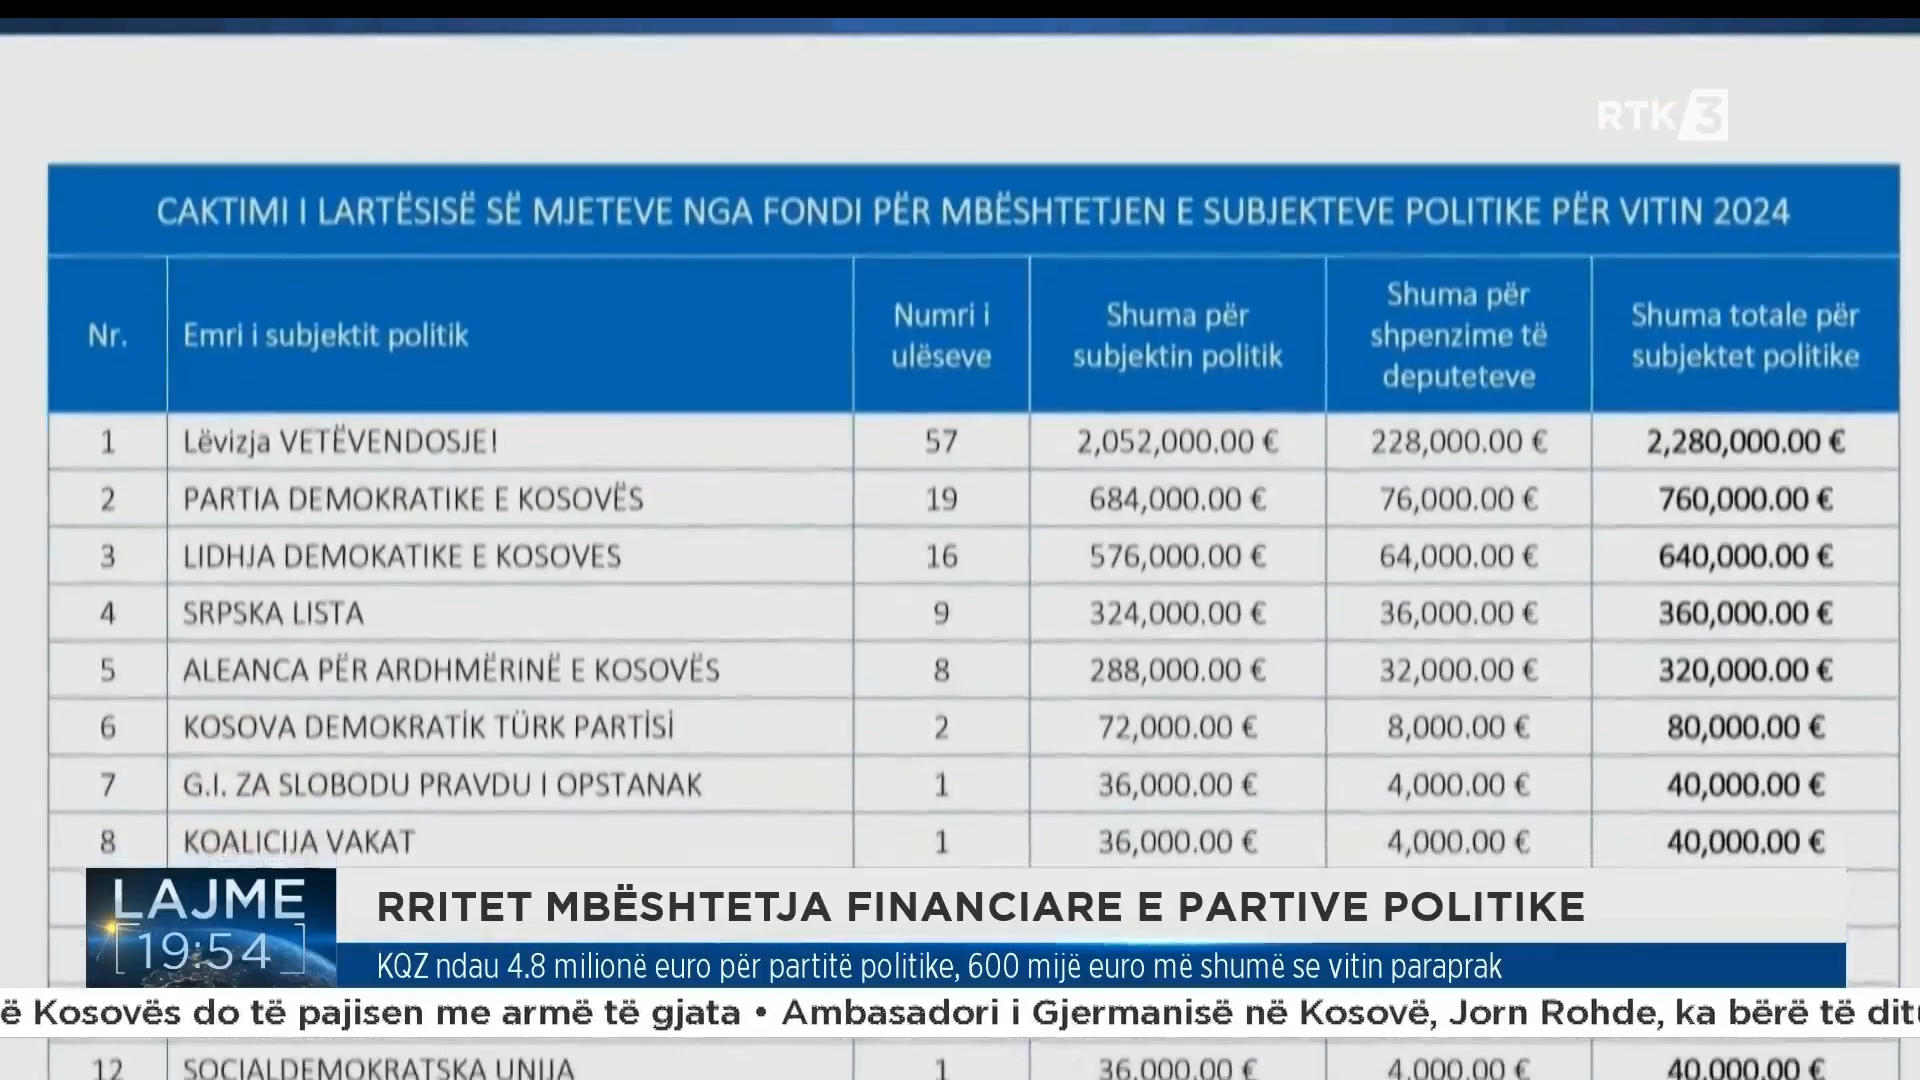 RTK 3
CAKTIMI I LARTËSISË SË MJETEVE NGA FONDI PËR MBËSHTETJEN E SUBJEKTEVE POLITIKE PËR VITIN 2024
Nr. Emri i subjektit politik Numri i ulëseve Shuma për subjektin politik Shuma për shpenzime të deputeteve Shuma totale për subjektet politike
1 Lëvizja VETËVENDOSJE! 57 2,052,000.00 € 228,000.00 € 2,280,000.00 €
2 PARTIA DEMOKRATIKE E KOSOVËS 19 684,000.00 € 76,000.00 € 760,000.00 €
3 LIDHJA DEMOKATIKE E KOSOVES 16 576,000.00 € 64,000.00 € 640,000.00 €
4 SRPSKA LISTA 9 324,000.00 € 36,000.00 € 360,000.00 €
5 ALEANCA PËR ARDHMËRINË E KOSOVËS 8 288,000.00 € 32,000.00 € 320,000.00 €
6 KOSOVA DEMOKRATİK TÜRK PARTİSİ 2 72,000.00 € 8,000.00 € 80,000.00 €
7 G.I. ZA SLOBODU PRAVDU I OPSTANAK 1 36,000.00 € 4,000.00 € 40,000.00 €
8 KOALICIJA VAKAT 1 36,000.00 € 4,000.00 € 40,000.00 €
LAJME
19:54
RRITET MBËSHTETJA FINANCIARE E PARTIVE POLITIKE
KQZ ndau 4.8 milionë euro për partitë politike, 600 mijë euro më shumë se vitin paraprak
ë Kosovës do të pajisen me armë të gjata • Ambasadori i Gjermanisë në Kosovë, Jorn Rohde, ka bërë të ditu
12 SOCIALDEMOKRATSKA UNIJA 1 36,000.00 € 4,000.00 € 40,000.00 €